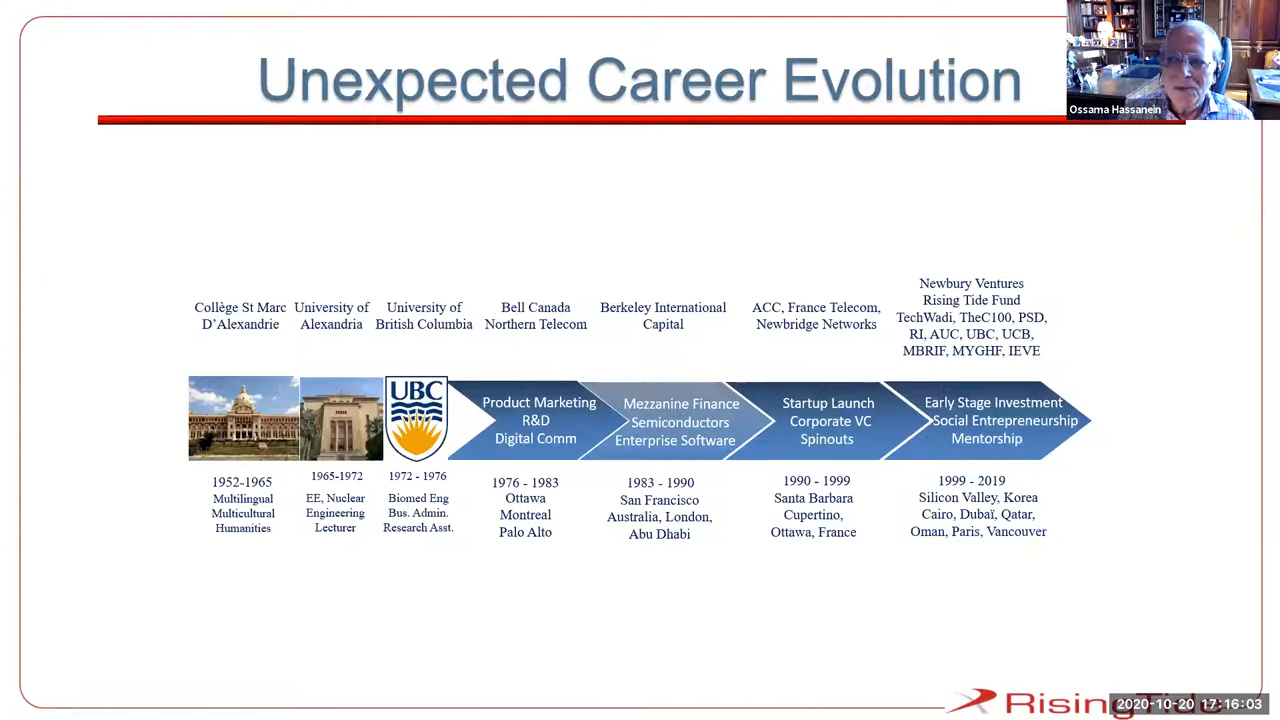 Unexpected Career Evolution
Ossama Hassanein
Collège St Marc
D'Alexandrie
University of
Alexandria
University of
British Columbia
Bell Canada
Northern Telecom
Berkeley International
Capital
ACC, France Telecom,
Newbridge Networks
Newbury Ventures
Rising Tide Fund
TechWadi, TheC100, PSD,
RI, AUC, UBC, UCB,
MBRIF, MYGHF, IEVE
UBC
Product Marketing
R&D
Digital Comm
Mezzanine Finance
Semiconductors
Enterprise Software
Startup Launch
Corporate VC
Spinouts
Early Stage Investment
Social Entrepreneurship
Mentorship
1952-1965
Multilingual
Multicultural
Humanities
1965-1972
EE, Nuclear
Engineering
Lecturer
1972 - 1976
Biomed Eng
Bus. Admin.
Research Asst.
1976 - 1983
Ottawa
Montreal
Palo Alto
1983 - 1990
San Francisco
Australia, London,
Abu Dhabi
1990 - 1999
Santa Barbara
Cupertino,
Ottawa, France
1999 - 2019
Silicon Valley, Korea
Cairo, Dubaï, Qatar,
Oman, Paris, Vancouver
RisingTide
2020-10-20 17:16:03